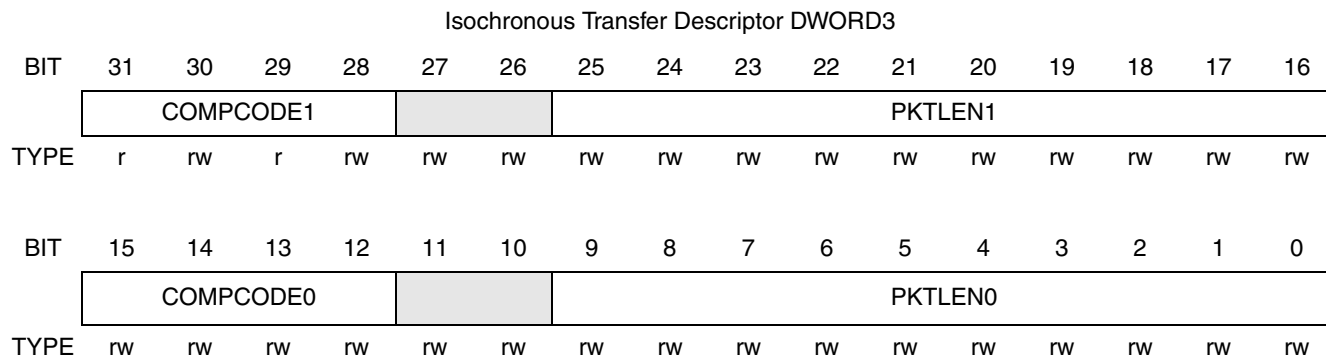 Isochronous Transfer Descriptor DWORD3
BIT 31 30 29 28 27 26 25 24 23 22 21 20 19 18 17 16
COMPCODE1 PKTLEN1
TYPE r rw r rw rw rw rw rw rw rw rw rw rw rw rw rw
BIT 15 14 13 12 11 10 9 8 7 6 5 4 3 2 1 0
COMPCODE0 PKTLEN0
TYPE rw rw rw rw rw rw rw rw rw rw rw rw rw rw rw rw